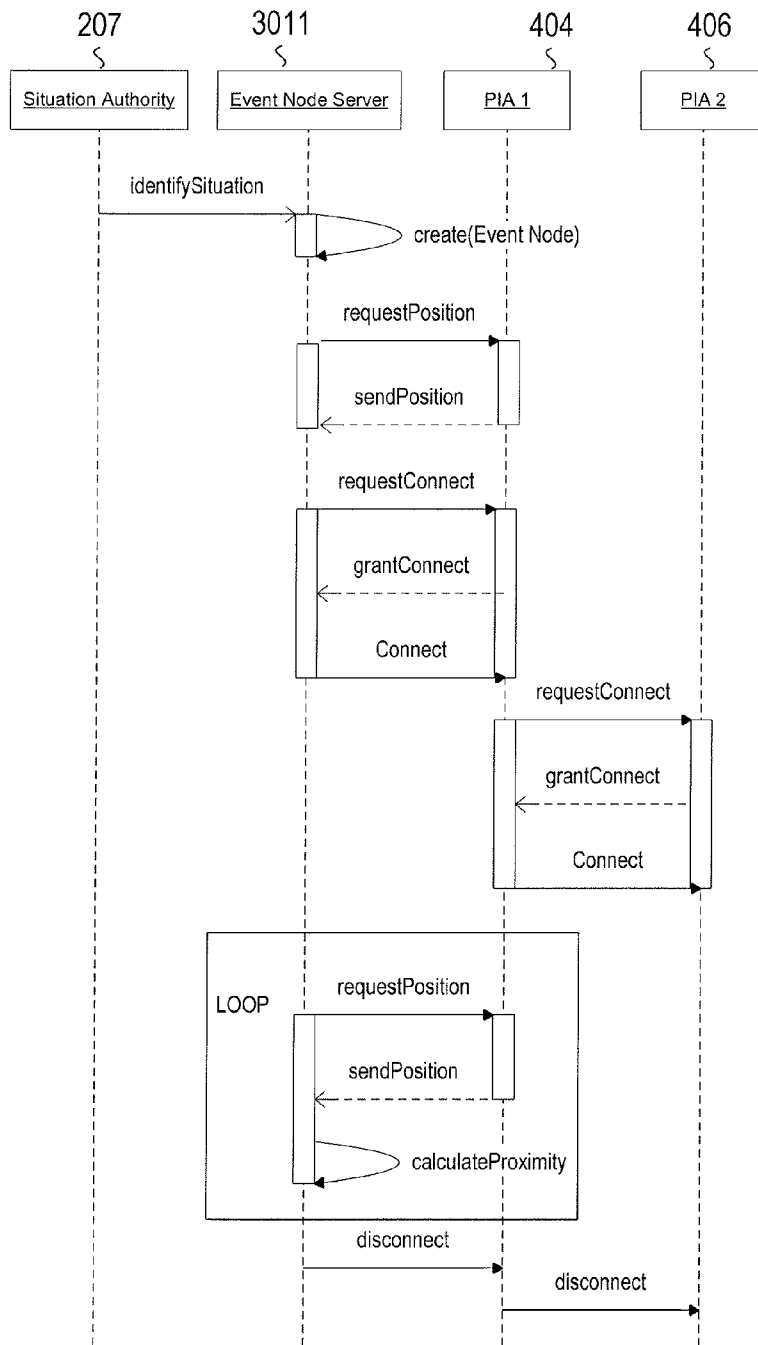 207 3011 404 406
Situation Authority Event Node Server PIA 1 PIA 2
identifySituation
create(Event Node)
requestPosition
sendPosition
requestConnect
grantConnect
Connect
requestConnect
grantConnect
Connect
LOOP
requestPosition
sendPosition
calculateProximity
disconnect
disconnect